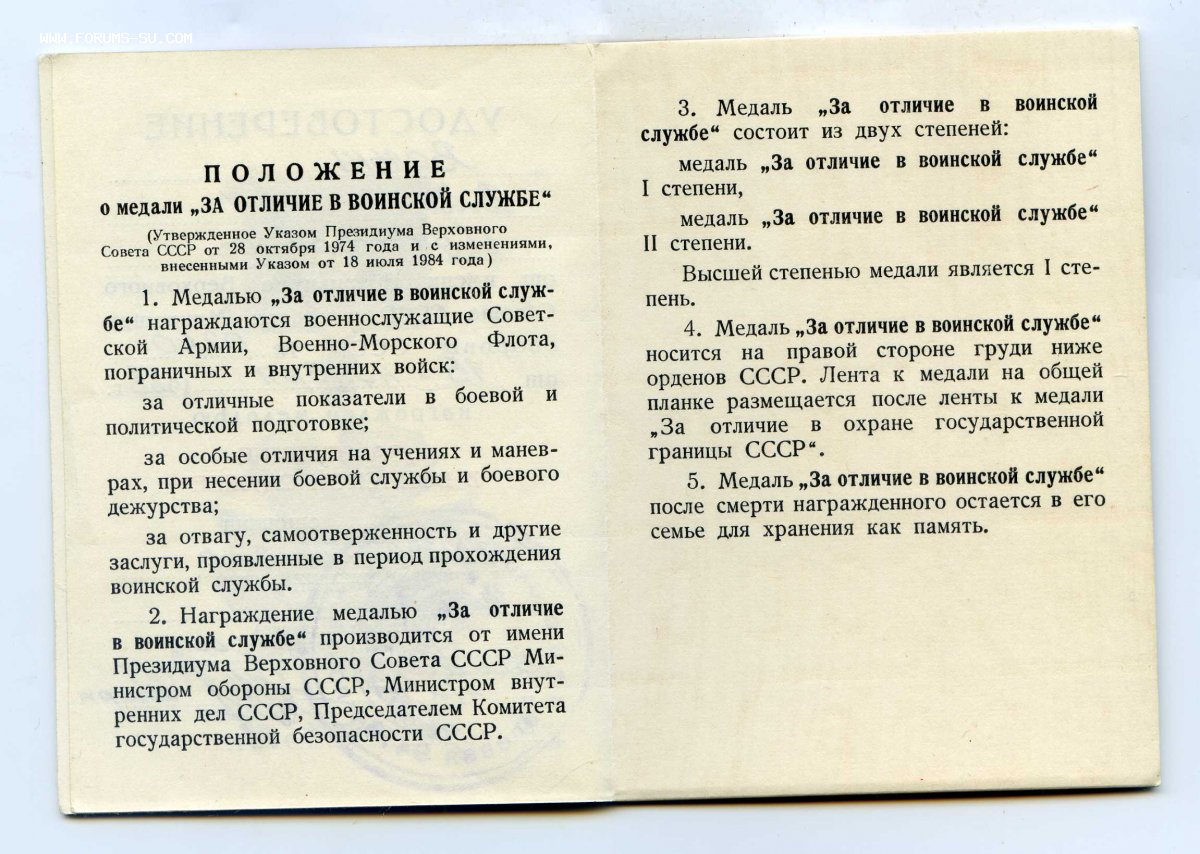 WWW.FORUMS-SU.COM
ПОЛОЖЕНИЕ
о медали „ЗА ОТЛИЧИЕ В ВОИНСКОЙ СЛУЖБЕ“
(Утвержденное Указом Президиума Верховного
Совета СССР от 28 октября 1974 года и с изменениями,
внесенными Указом от 18 июля 1984 года)
1. Медалью „За отличие в воинской служ-
бе“ награждаются военнослужащие Совет-
ской Армии, Военно-Морского Флота,
пограничных и внутренних войск:
за отличные показатели в боевой и
политической подготовке;
за особые отличия на учениях и манев-
рах, при несении боевой службы и боевого
дежурства;
за отвагу, самоотверженность и другие
заслуги, проявленные в период прохождения
воинской службы.
2. Награждение медалью „За отличие
в воинской службе“ производится от имени
Президиума Верховного Совета СССР Ми-
нистром обороны СССР, Министром внут-
ренних дел СССР, Председателем Комитета
государственной безопасности СССР.
3. Медаль „За отличие в воинской
службе“ состоит из двух степеней:
медаль „За отличие в воинской службе“
I степени,
медаль „За отличие в воинской службе“
II степени.
Высшей степенью медали является I сте-
пень.
4. Медаль „За отличие в воинской службе“
носится на правой стороне груди ниже
орденов СССР. Лента к медали на общей
планке размещается после ленты к медали
„За отличие в охране государственной
границы СССР“.
5. Медаль „За отличие в воинской службе“
после смерти награжденного остается в его
семье для хранения как память.